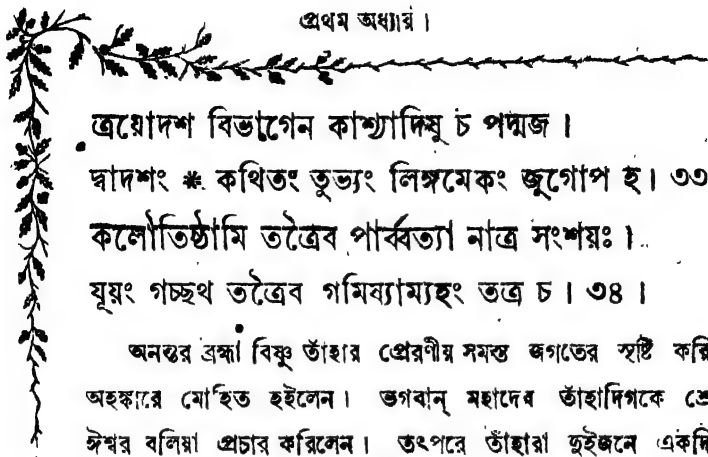 প্রথম অধ্যায়।
ত্রয়োদশ বিভাগেন কাশ্যাদিষু চ পদ্মজ।
দ্বাদশং * কথিতং তুভ্যং লিঙ্গমেকং জুগোপ হ। ৩৩
কলৌতিষ্ঠামি তত্রৈব পার্ব্বত্যা নাত্র সংশয়ঃ।
যূয়ং গচ্ছথ তত্রৈব গমিষ্যাম্যহং তত্র চ। ৩৪।
অনন্তর ব্রহ্মা বিষ্ণু তাঁহার প্রেরণীয় সমস্ত জগতের সৃষ্টি করি
অহঙ্কারে মোহিত হইলেন। ভগবান্ মহাদেব তাঁহাদিগকে শ্রে
ঈশ্বর বলিয়া প্রচার করিলেন। তৎপরে তাঁহারা দুইজনে একদি